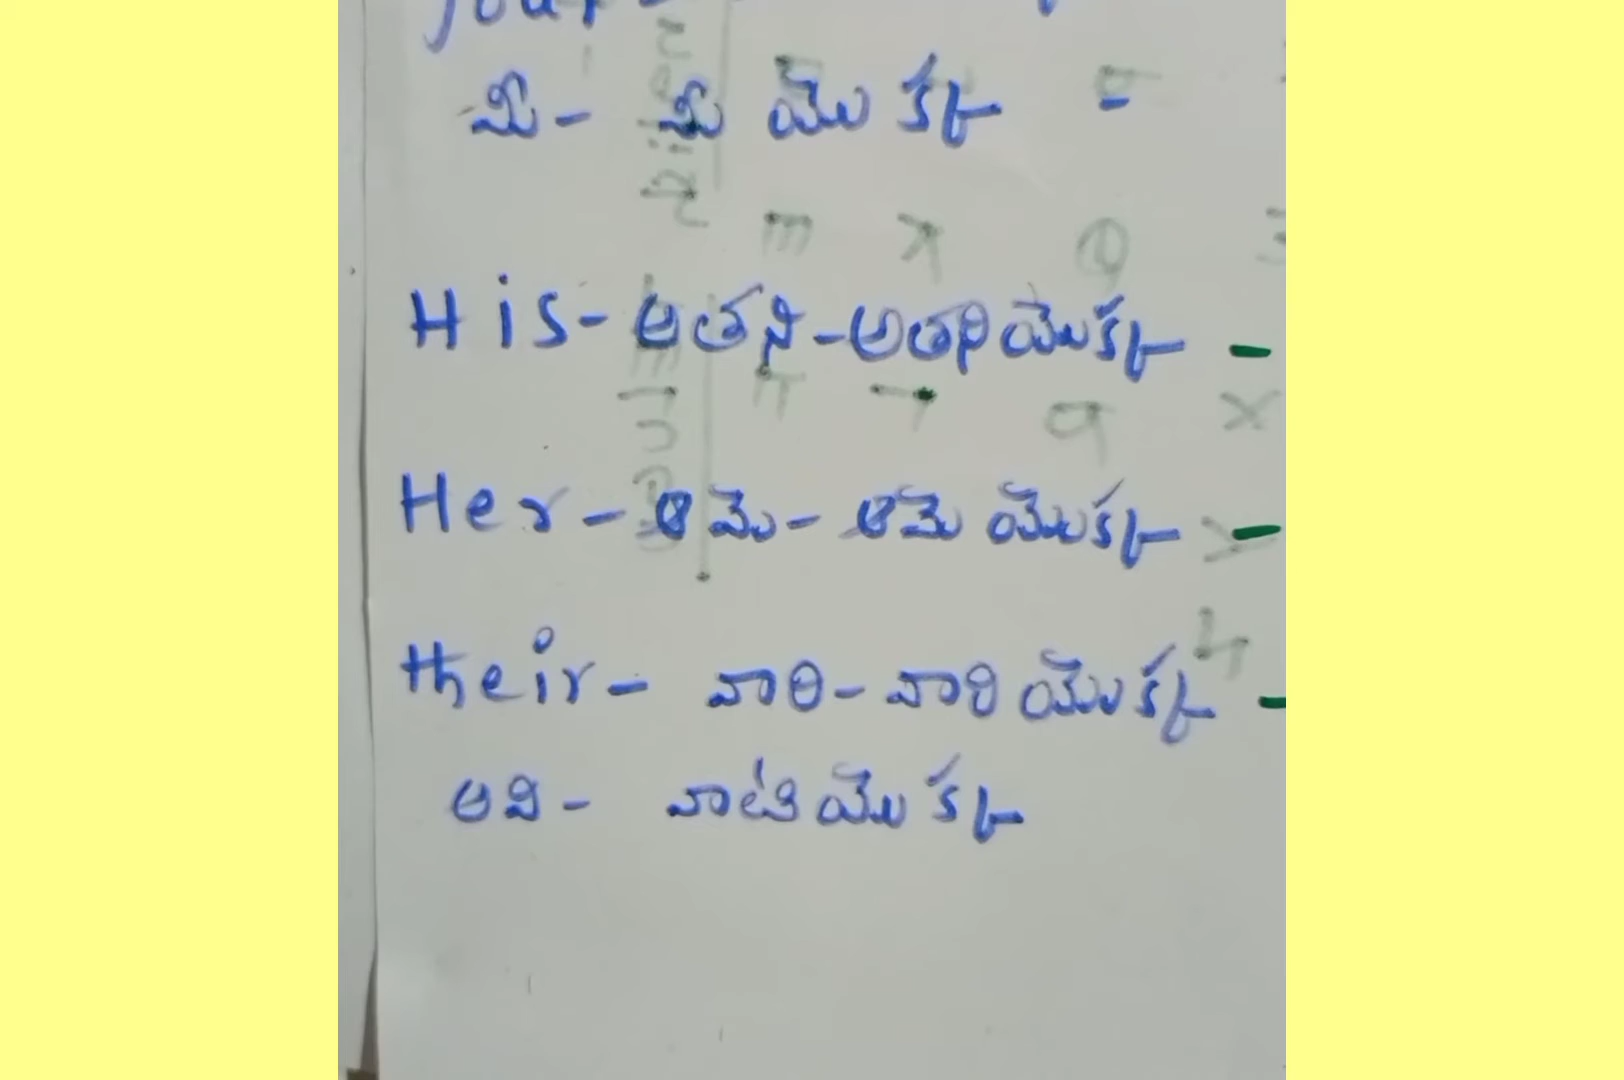 మీ- మీ యొక్క -
His- అతని-అతనియొక్క -
Her- ఆమె- ఆమె యొక్క -
their- వారి-వారి యొక్క -
అవి- వాటియొక్క